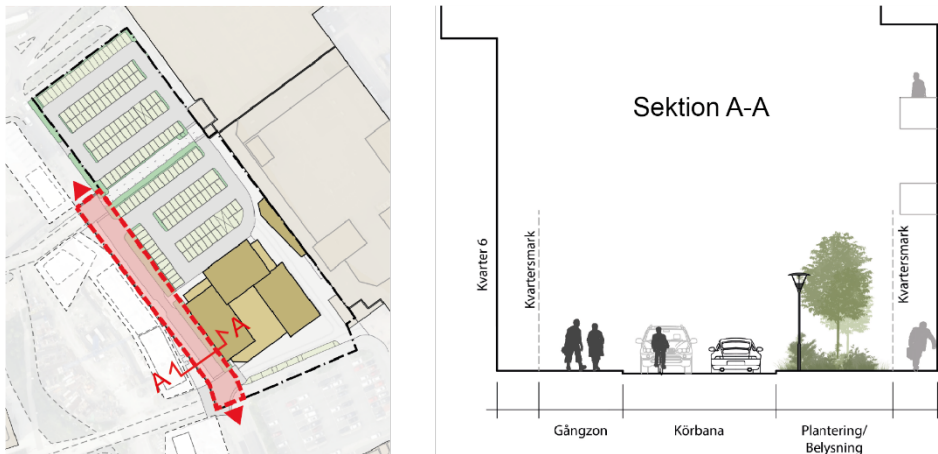 A
A
Sektion A-A
Kvarter 6
Kvartersmark
Kvartersmark
Gångzon
Körbana
Plantering/
Belysning